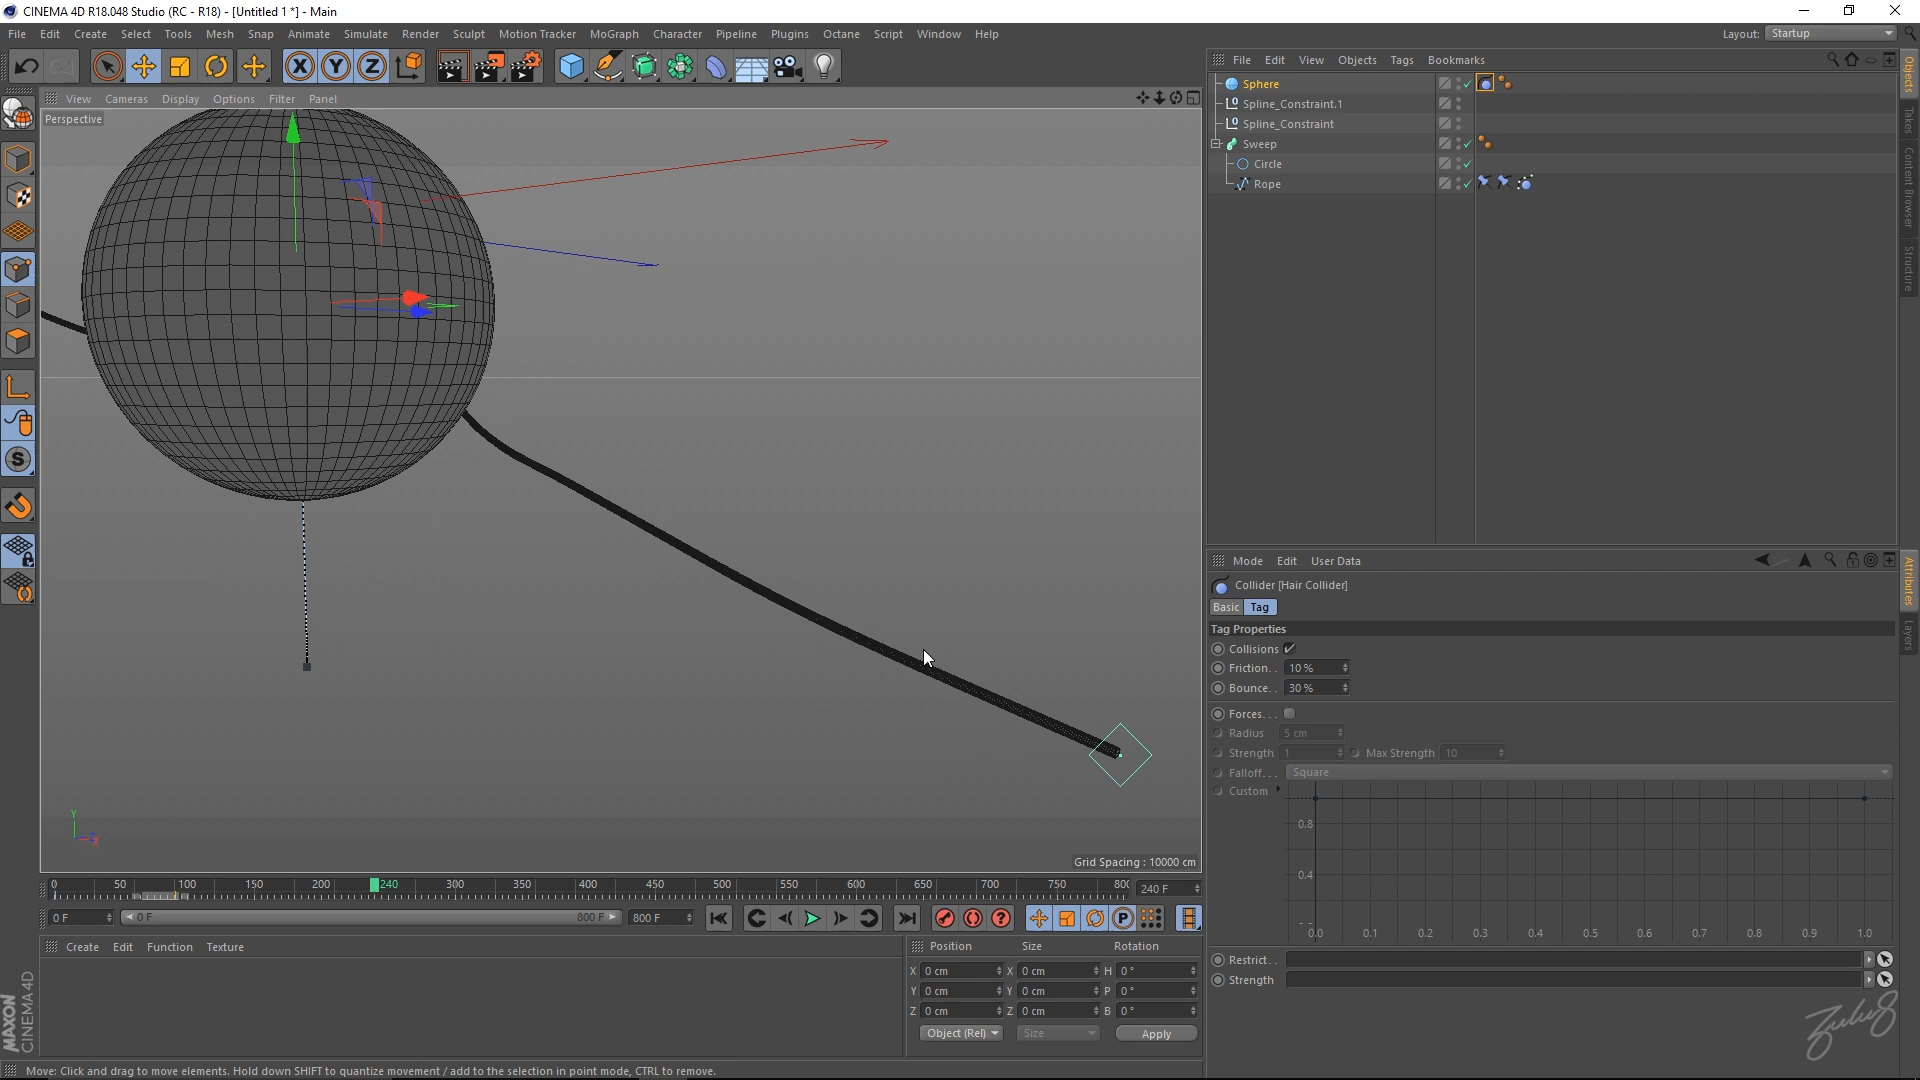 CINEMA 4D R18.048 Studio (RC - R18) - [Untitled 1 *] - Main
File Edit Create Select Tools Mesh Snap Animate Simulate Render Sculpt Motion Tracker MoGraph Character Pipeline Plugins Octane Script Window Help
Layout: Startup
X Y Z
File Edit View Objects Tags Bookmarks
View Cameras Display Options Filter Panel
Perspective
Sphere
Spline_Constraint.1
Spline_Constraint
Sweep
Circle
Rope
Objects
Takes
Content Browser
Structure
Mode Edit User Data
Collider [Hair Collider]
Basic Tag
Tag Properties
Collisions
Friction. . 10 %
Bounce. . 30 %
Forces. . .
Radius 5 cm
Strength 1 Max Strength 10
Falloff. . . Square
Custom
0.8
0.4
0.0 0.1 0.2 0.3 0.4 0.5 0.6 0.7 0.8 0.9 1.0
Restrict. .
Strength
Attributes
Layers
Y
X
Grid Spacing : 10000 cm
0 50 100 150 200 240 300 350 400 450 500 550 600 650 700 750 800
240 F
0 F 0 F 800 F 800 F
Create Edit Function Texture
Position Size Rotation
X 0 cm X 0 cm H 0 °
Y 0 cm Y 0 cm P 0 °
Z 0 cm Z 0 cm B 0 °
Object (Rel) Size Apply
MAXON
CINEMA 4D
Move: Click and drag to move elements. Hold down SHIFT to quantize movement / add to the selection in point mode, CTRL to remove.